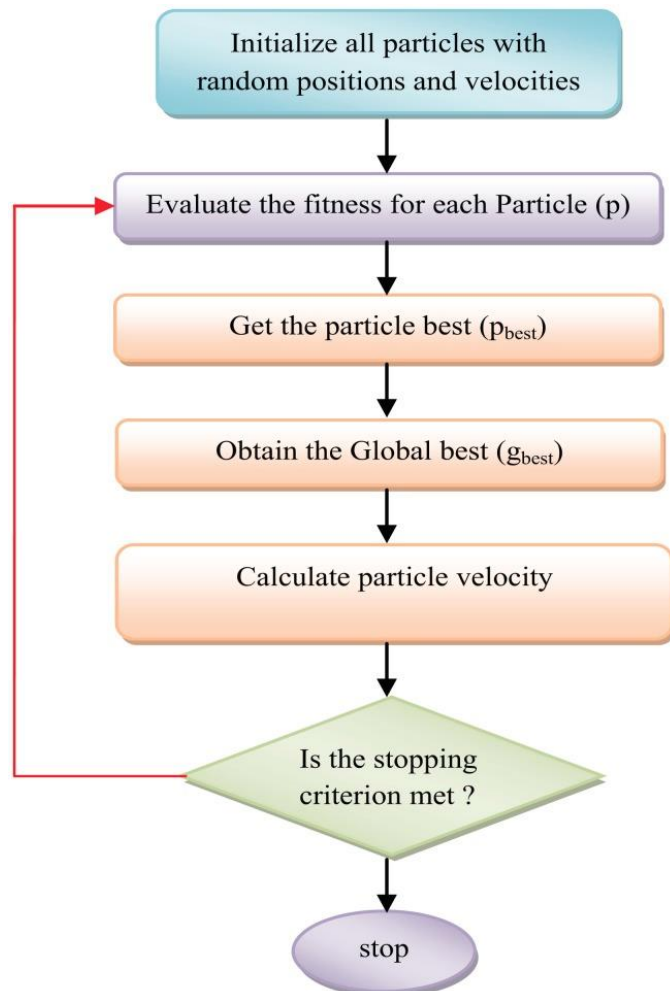 Initialize all particles with
random positions and velocities
Evaluate the fitness for each Particle (p)
Get the particle best (pbest)
Obtain the Global best (gbest)
Calculate particle velocity
Is the stopping
criterion met ?
stop